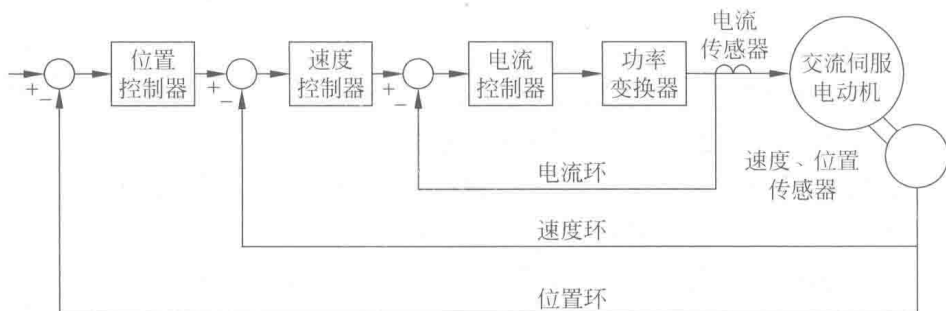 位置
控制器
速度
控制器
电流
控制器
功率
变换器
电流
传感器
交流伺服
电动机
+
−
+
−
+
−
速度、位置
传感器
电流环
速度环
位置环